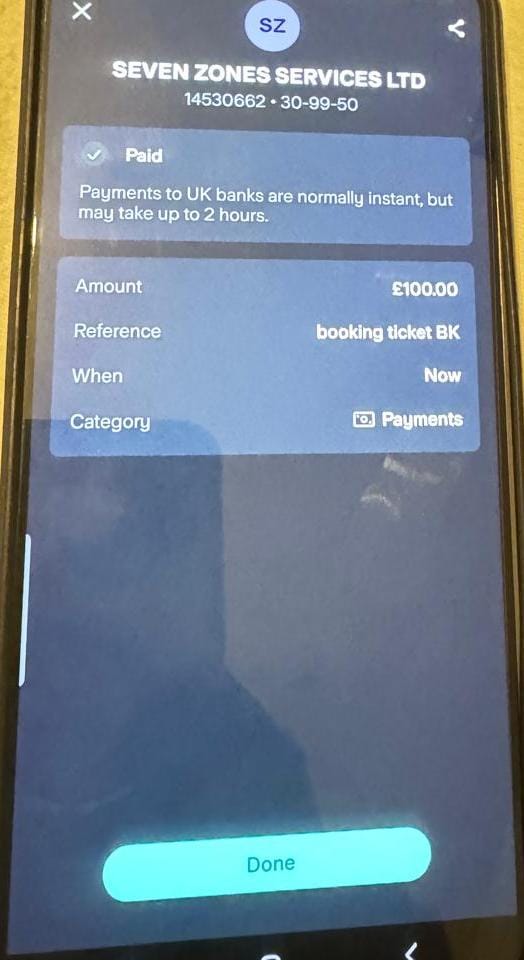 SZ
SEVEN ZONES SERVICES LTD
14530662 • 30-99-50
Paid
Payments to UK banks are normally instant, but
may take up to 2 hours.
Amount £100.00
Reference booking ticket BK
When Now
Category Payments
Done